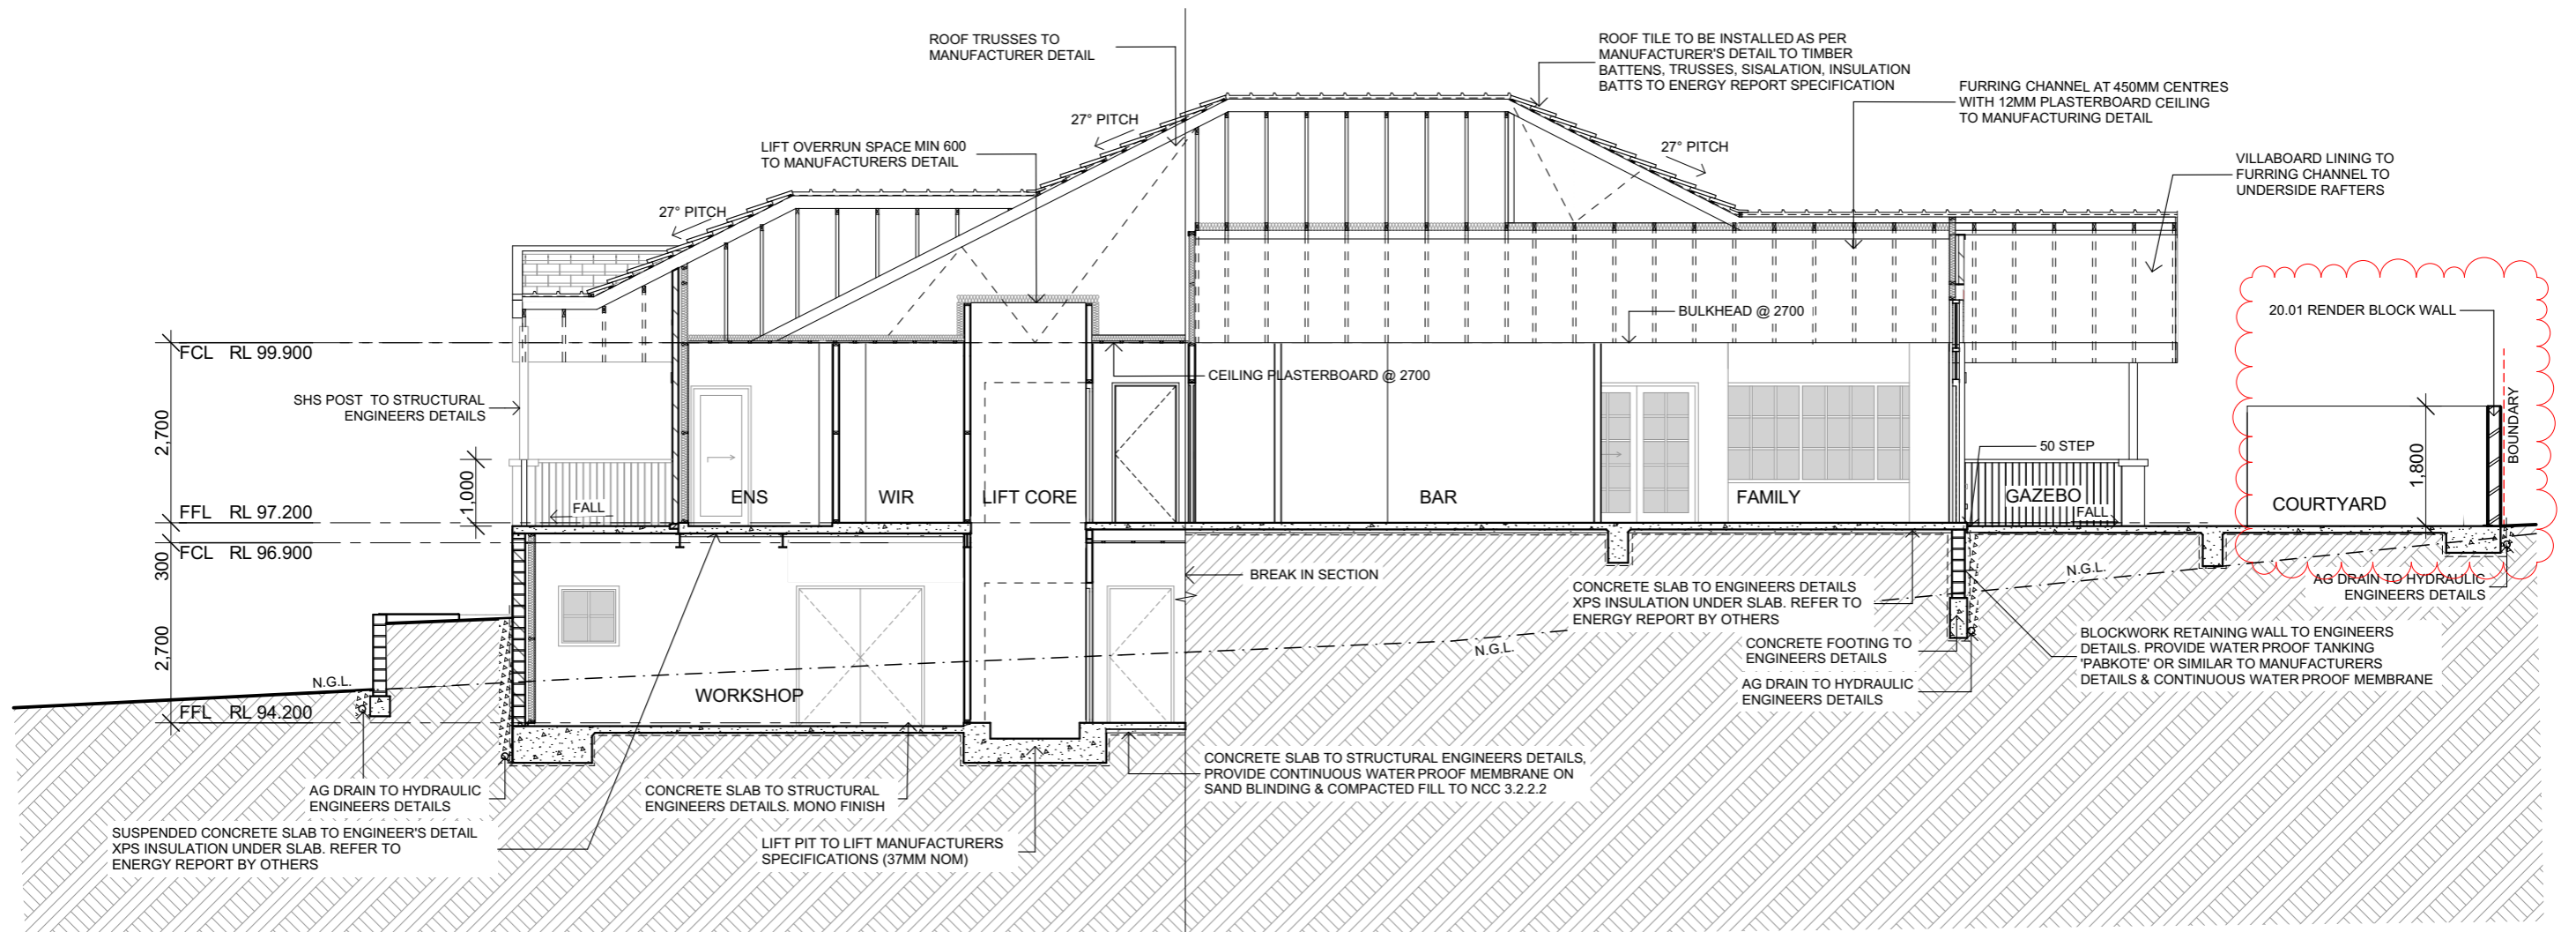 ROOF TRUSSES TO
MANUFACTURER DETAIL
ROOF TILE TO BE INSTALLED AS PER
MANUFACTURER'S DETAIL TO TIMBER
BATTENS, TRUSSES, SISALATION, INSULATION
BATTS TO ENERGY REPORT SPECIFICATION
FURRING CHANNEL AT 450MM CENTRES
WITH 12MM PLASTERBOARD CEILING
TO MANUFACTURING DETAIL
27° PITCH
LIFT OVERRUN SPACE MIN 600
TO MANUFACTURERS DETAIL
27° PITCH
VILLABOARD LINING TO
FURRING CHANNEL TO
UNDERSIDE RAFTERS
27° PITCH
20.01 RENDER BLOCK WALL
BULKHEAD @ 2700
FCL RL 99.900
CEILING PLASTERBOARD @ 2700
SHS POST TO STRUCTURAL
ENGINEERS DETAILS
2,700
1,000
BOUNDARY
50 STEP
1,800
ENS
WIR
LIFT CORE
BAR
FAMILY
GAZEBO
COURTYARD
FALL
FALL
FFL RL 97.200
300
FCL RL 96.900
BREAK IN SECTION
N.G.L.
CONCRETE SLAB TO ENGINEERS DETAILS
XPS INSULATION UNDER SLAB. REFER TO
ENERGY REPORT BY OTHERS
AG DRAIN TO HYDRAULIC
ENGINEERS DETAILS
2,700
N.G.L.
CONCRETE FOOTING TO
ENGINEERS DETAILS
BLOCKWORK RETAINING WALL TO ENGINEERS
DETAILS. PROVIDE WATER PROOF TANKING
'PABKOTE' OR SIMILAR TO MANUFACTURERS
DETAILS & CONTINUOUS WATER PROOF MEMBRANE
N.G.L.
WORKSHOP
AG DRAIN TO HYDRAULIC
ENGINEERS DETAILS
FFL RL 94.200
CONCRETE SLAB TO STRUCTURAL ENGINEERS DETAILS,
PROVIDE CONTINUOUS WATER PROOF MEMBRANE ON
SAND BLINDING & COMPACTED FILL TO NCC 3.2.2.2
AG DRAIN TO HYDRAULIC
ENGINEERS DETAILS
CONCRETE SLAB TO STRUCTURAL
ENGINEERS DETAILS. MONO FINISH
SUSPENDED CONCRETE SLAB TO ENGINEER'S DETAIL
XPS INSULATION UNDER SLAB. REFER TO
ENERGY REPORT BY OTHERS
LIFT PIT TO LIFT MANUFACTURERS
SPECIFICATIONS (37MM NOM)